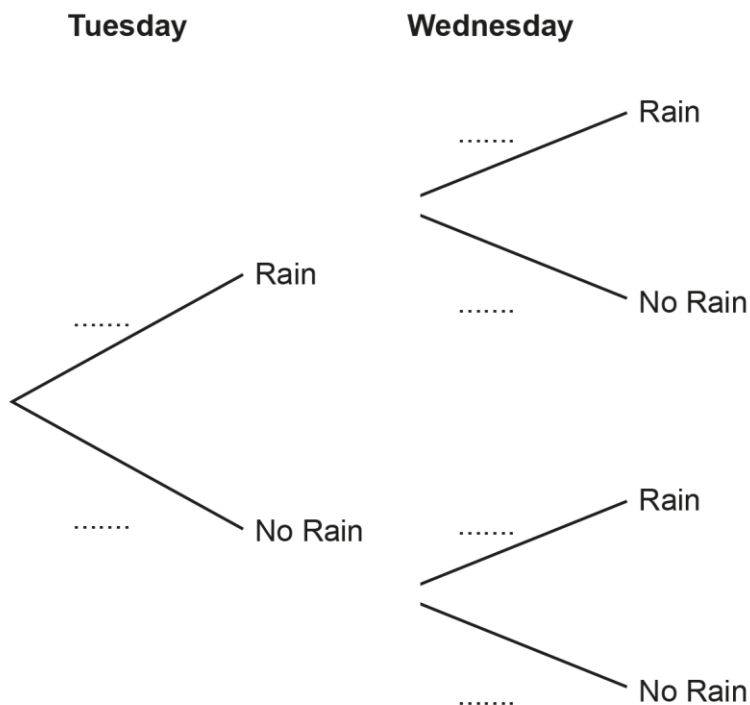 Tuesday
Wednesday
Rain
.......
Rain
.......
No Rain
.......
Rain
.......
No Rain
.......
No Rain
.......